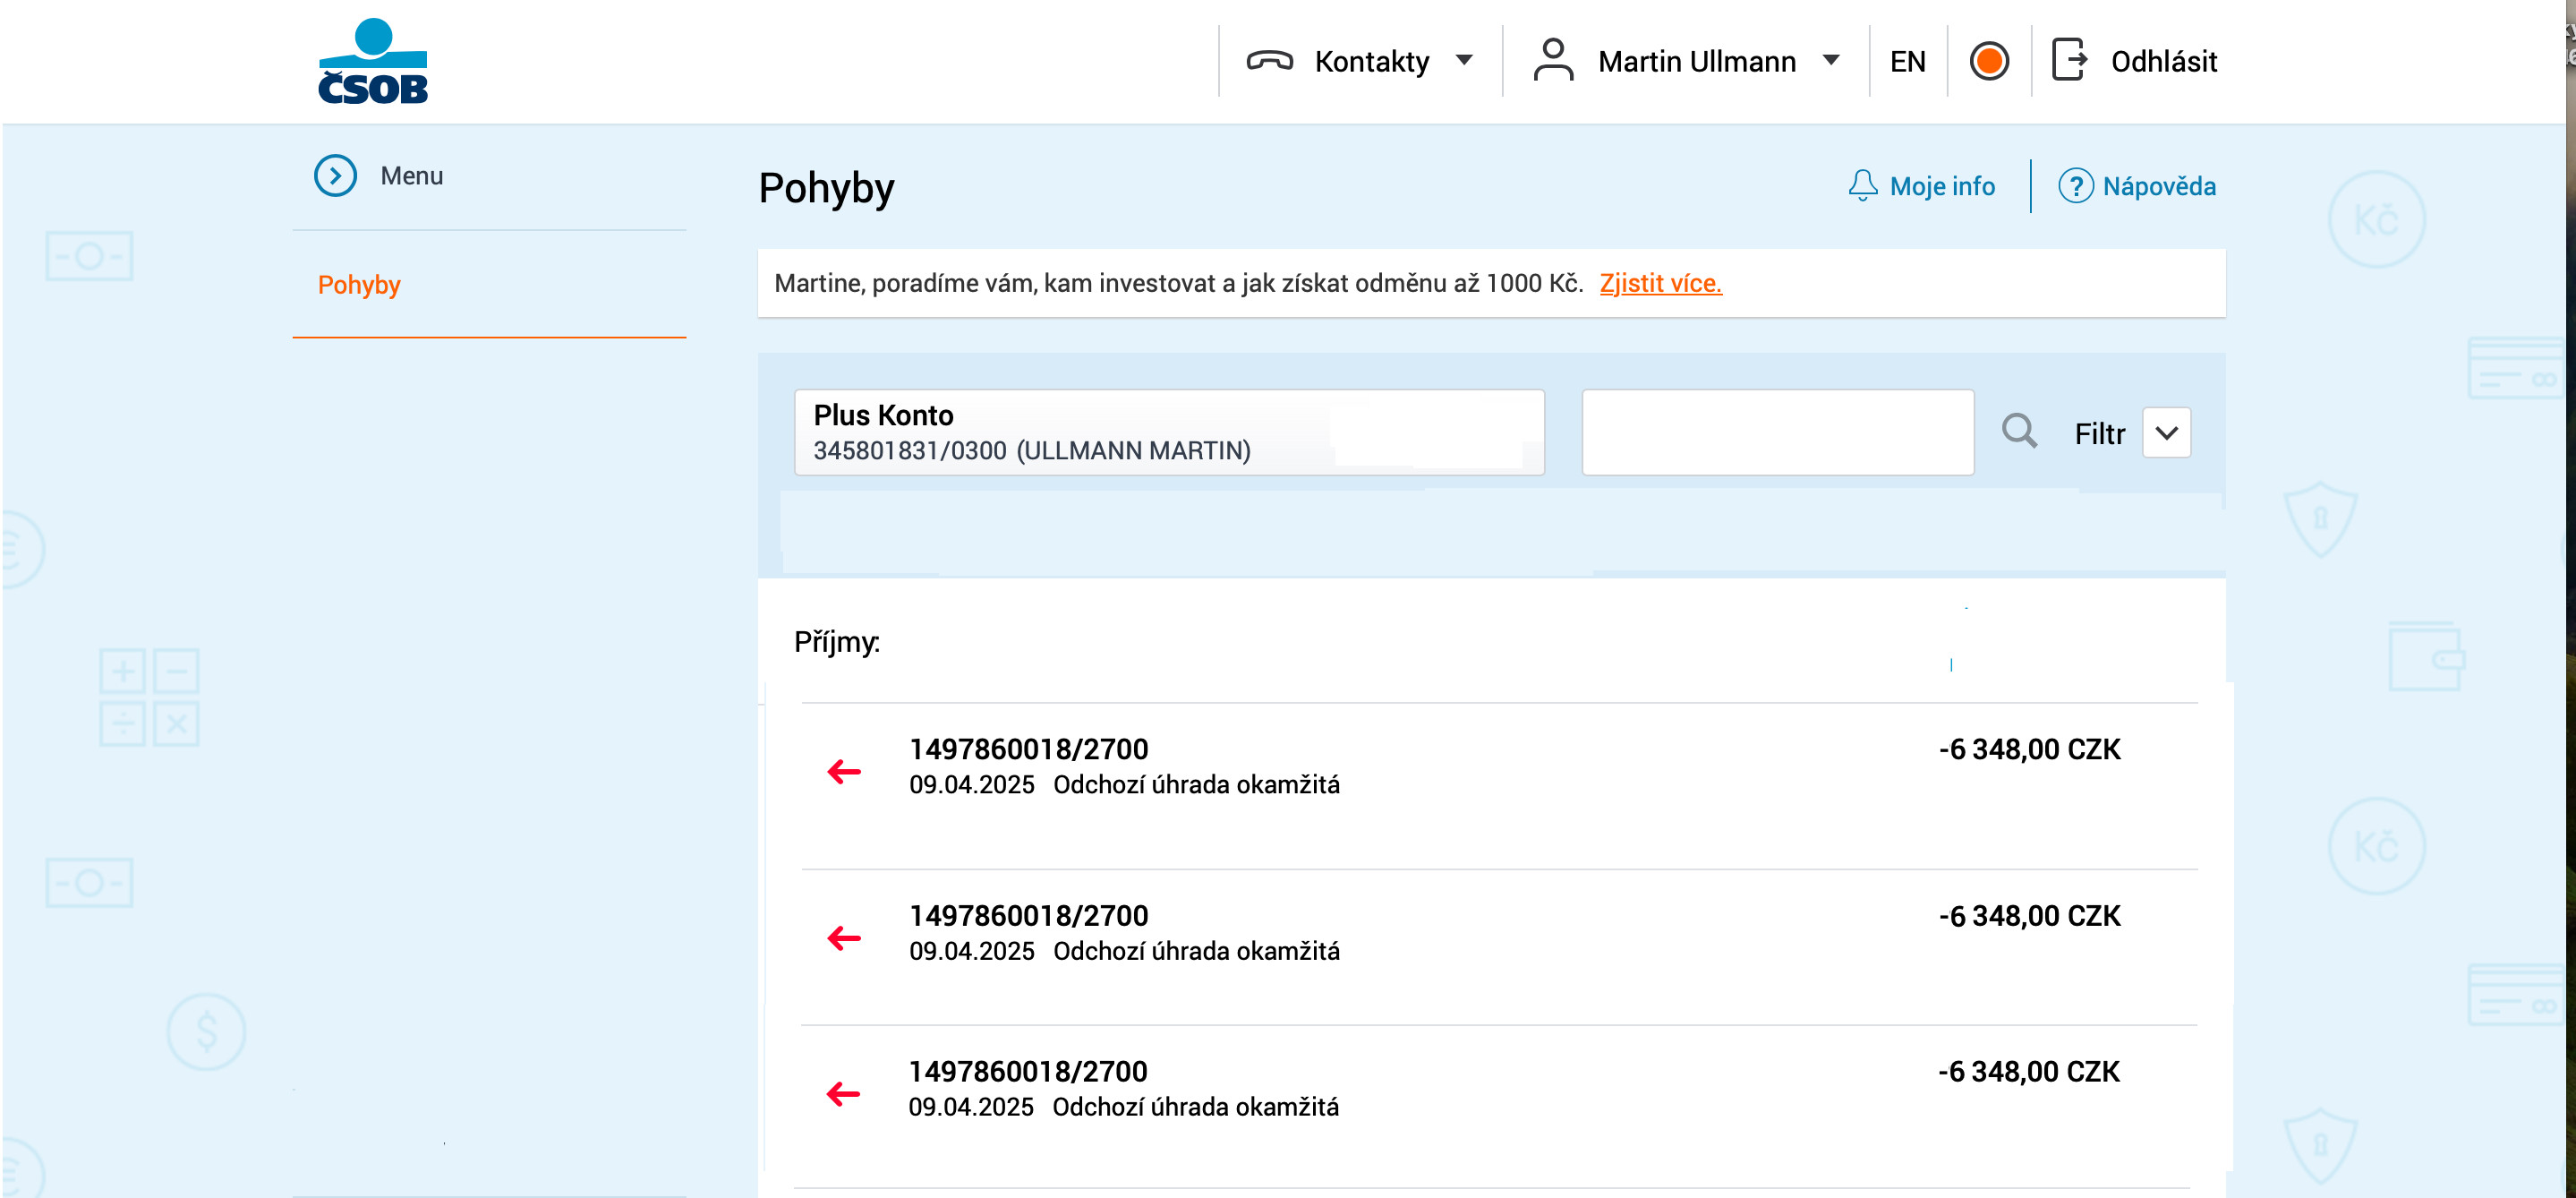 ČSOB
Kontakty
Martin Ullmann
EN
Odhlásit
Menu
Pohyby
Pohyby
Moje info
Nápověda
Martine, poradíme vám, kam investovat a jak získat odměnu až 1000 Kč. Zjistit více.
Plus Konto
345801831/0300 (ULLMANN MARTIN)
Filtr
Příjmy:
1497860018/2700 -6 348,00 CZK
09.04.2025 Odchozí úhrada okamžitá
1497860018/2700 -6 348,00 CZK
09.04.2025 Odchozí úhrada okamžitá
1497860018/2700 -6 348,00 CZK
09.04.2025 Odchozí úhrada okamžitá
Kč
Kč